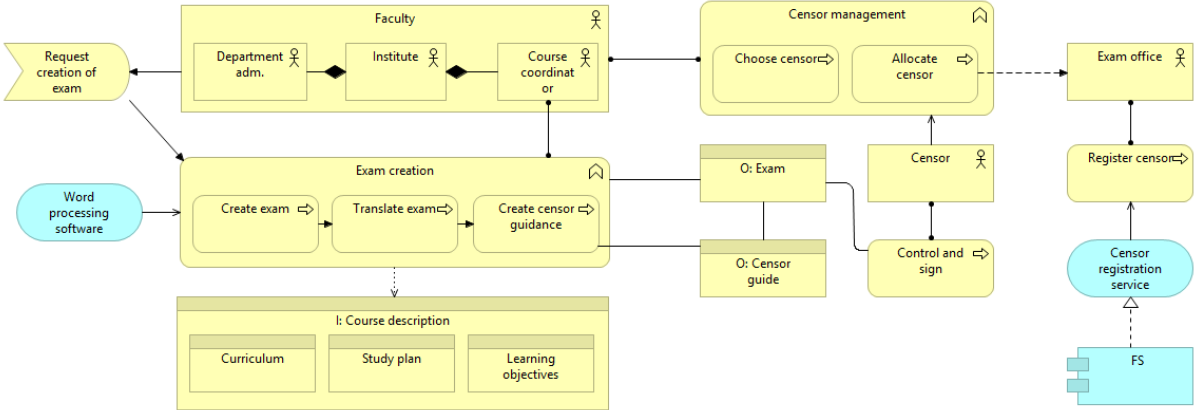 Faculty
Request
creation of
exam
Department
adm.
Institute
Course
coordinat
or
Censor management
Choose censor
Allocate
censor
Exam office
Word
processing
software
Exam creation
Create exam
Translate exam
Create censor
guidance
O: Exam
O: Censor
guide
Censor
Control and
sign
Register censor
Censor
registration
service
FS
I: Course description
Curriculum
Study plan
Learning
objectives